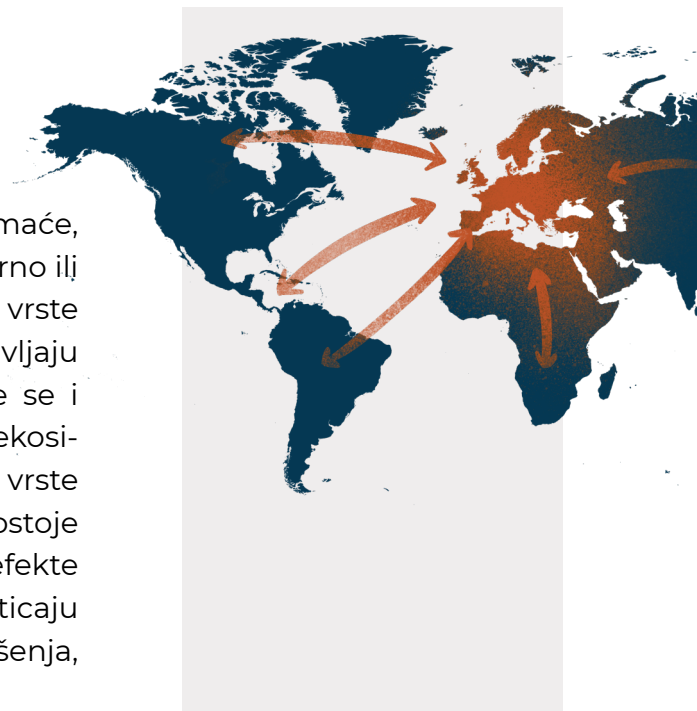 maće,
rno ili
vrste
vljaju
e se i
ekosi-
vrste
ostoje
efekte
ticaju
šenja,